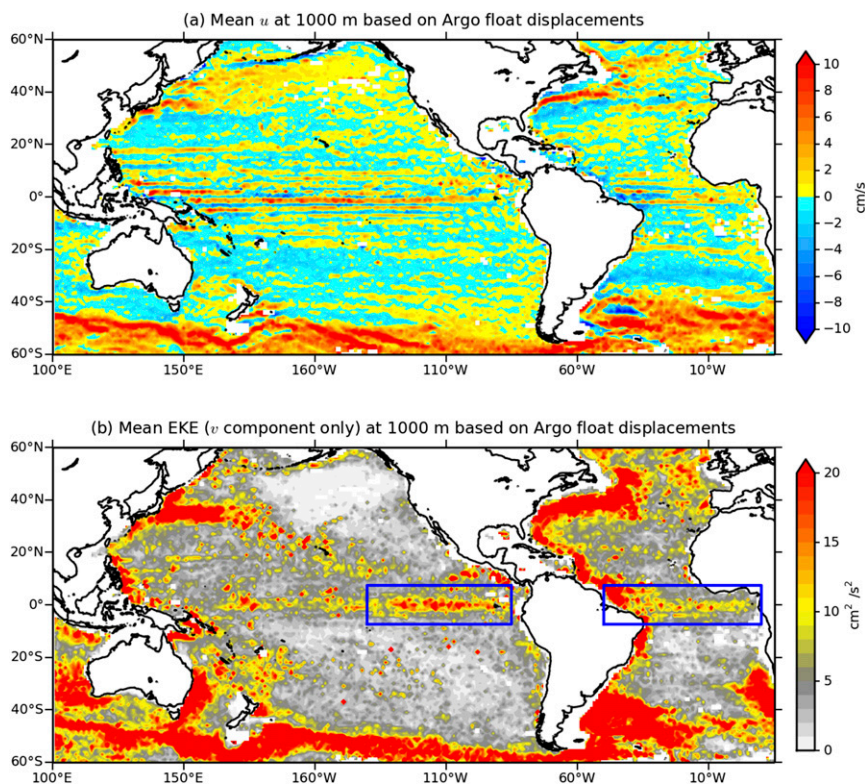 (a) Mean u at 1000 m based on Argo float displacements
60°N
40°N
20°N
0°
20°S
40°S
60°S
100°E 150°E 160°W 110°W 60°W 10°W
10
8
6
4
2
0
−2
−4
−6
−8
−10
cm/s
(b) Mean EKE (v component only) at 1000 m based on Argo float displacements
60°N
40°N
20°N
0°
20°S
40°S
60°S
100°E 150°E 160°W 110°W 60°W 10°W
20
15
10
5
0
cm² /s²